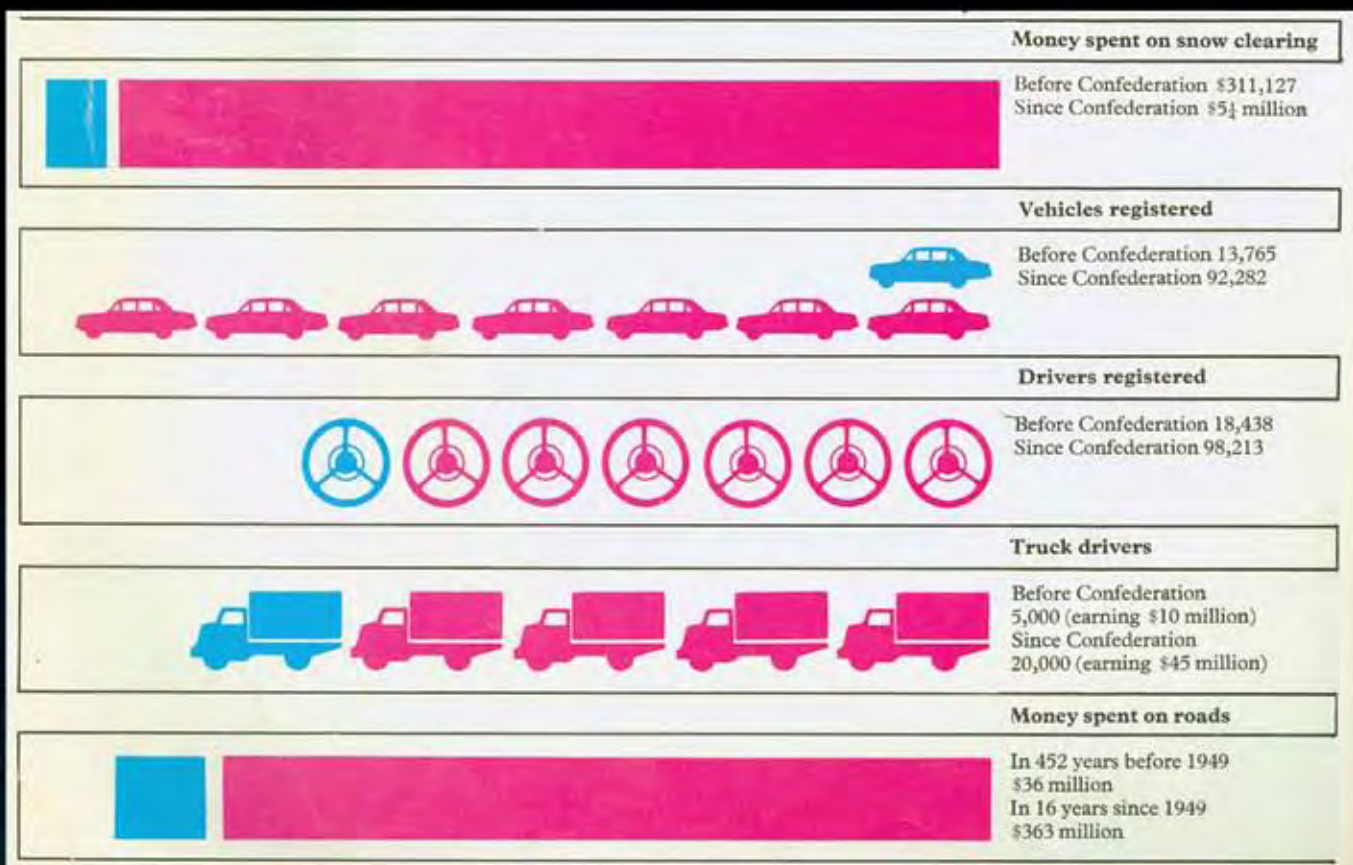 Money spent on snow clearing
Before Confederation $311,127
Since Confederation $5¼ million
Vehicles registered
Before Confederation 13,765
Since Confederation 92,282
Drivers registered
Before Confederation 18,438
Since Confederation 98,213
Truck drivers
Before Confederation
5,000 (earning $10 million)
Since Confederation
20,000 (earning $45 million)
Money spent on roads
In 452 years before 1949
$36 million
In 16 years since 1949
$363 million